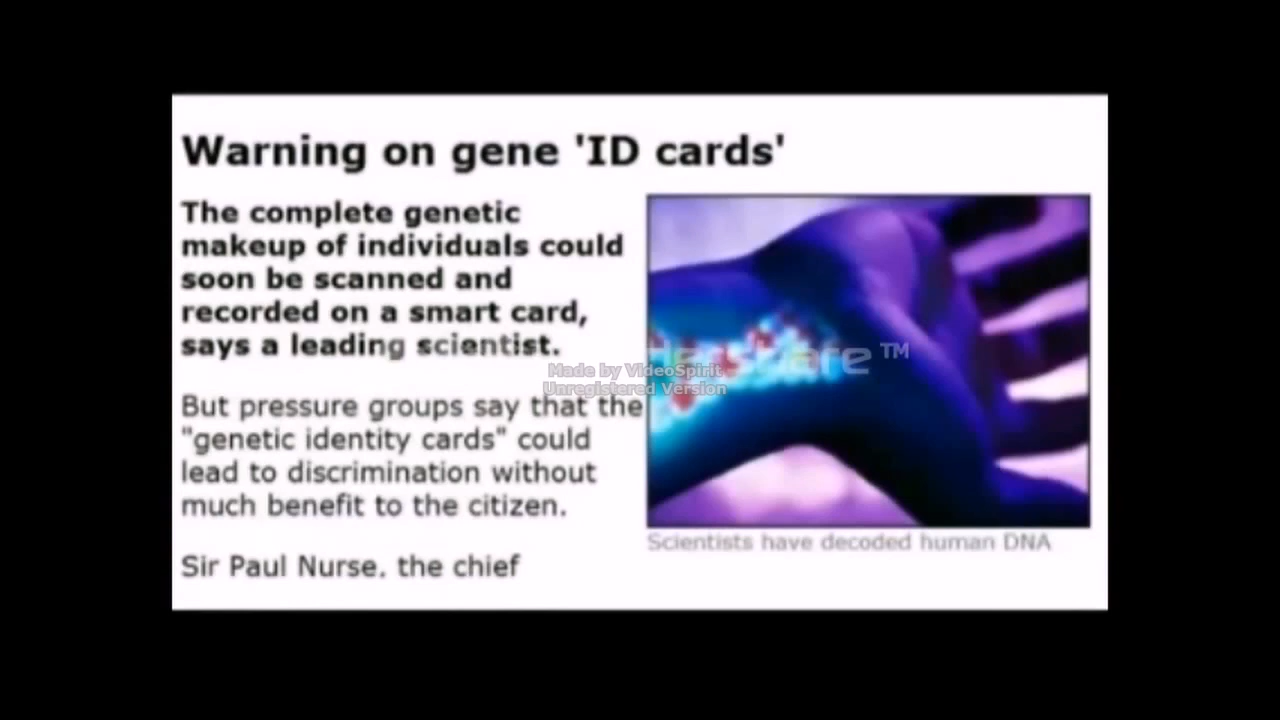 Warning on gene 'ID cards'
The complete genetic
makeup of individuals could
soon be scanned and
recorded on a smart card,
says a leading scientist.
But pressure groups say that the
"genetic identity cards" could
lead to discrimination without
much benefit to the citizen.
Sir Paul Nurse, the chief
Scientists have decoded human DNA
Made by VideoSpirit
Unregistered Version
™